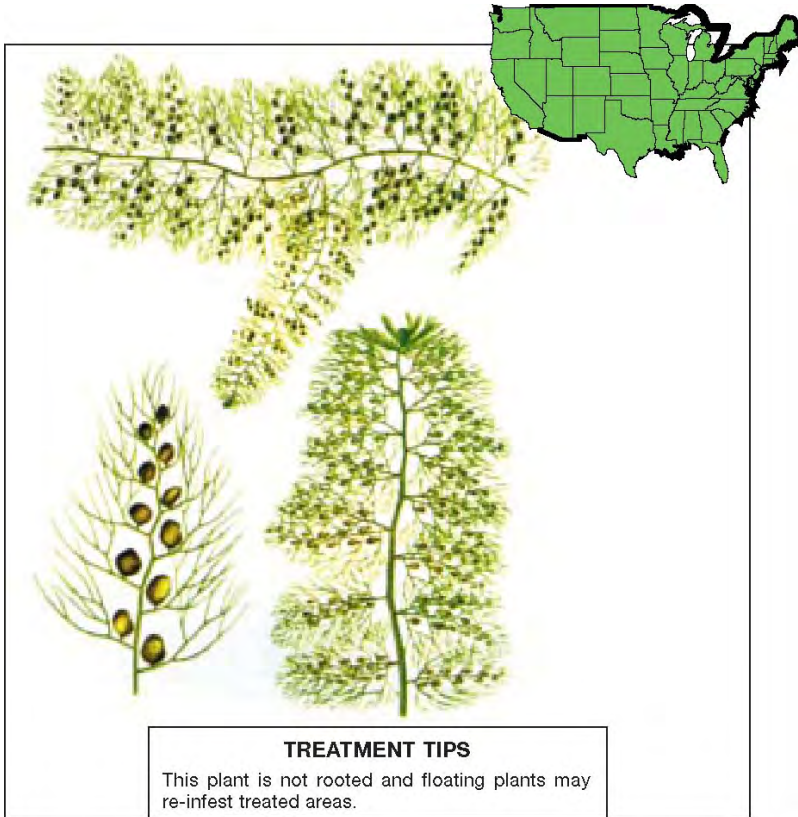 TREATMENT TIPS
This plant is not rooted and floating plants may
re-infest treated areas.